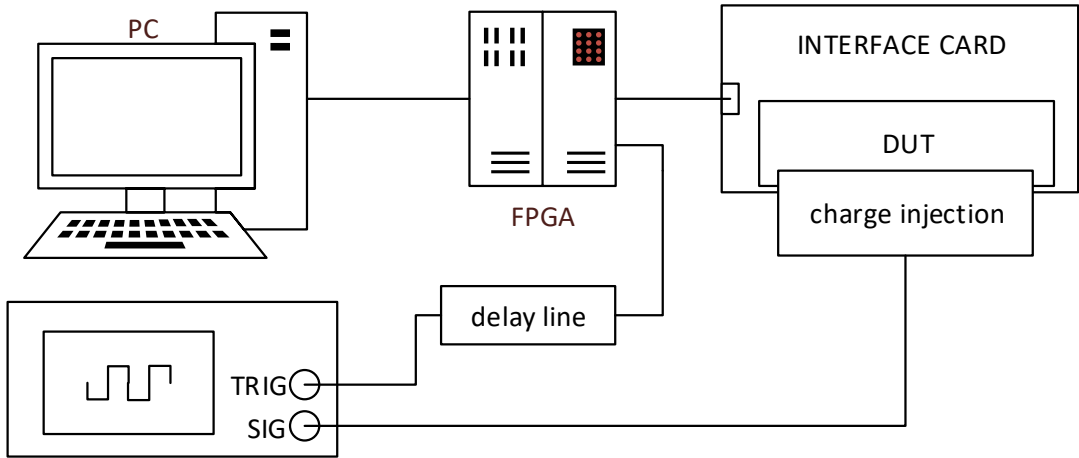 PC
INTERFACE CARD
DUT
FPGA
charge injection
delay line
TRIG
SIG